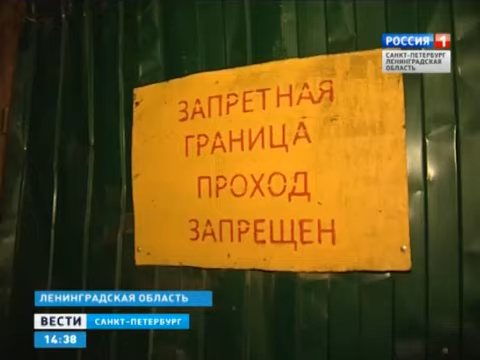 РОССИЯ 1
САНКТ-ПЕТЕРБУРГ
ЛЕНИНГРАДСКАЯ
ОБЛАСТЬ
ЗАПРЕТНАЯ
ГРАНИЦА
ПРОХОД
ЗАПРЕЩЕН
ЛЕНИНГРАДСКАЯ ОБЛАСТЬ
ВЕСТИ САНКТ-ПЕТЕРБУРГ
14:38